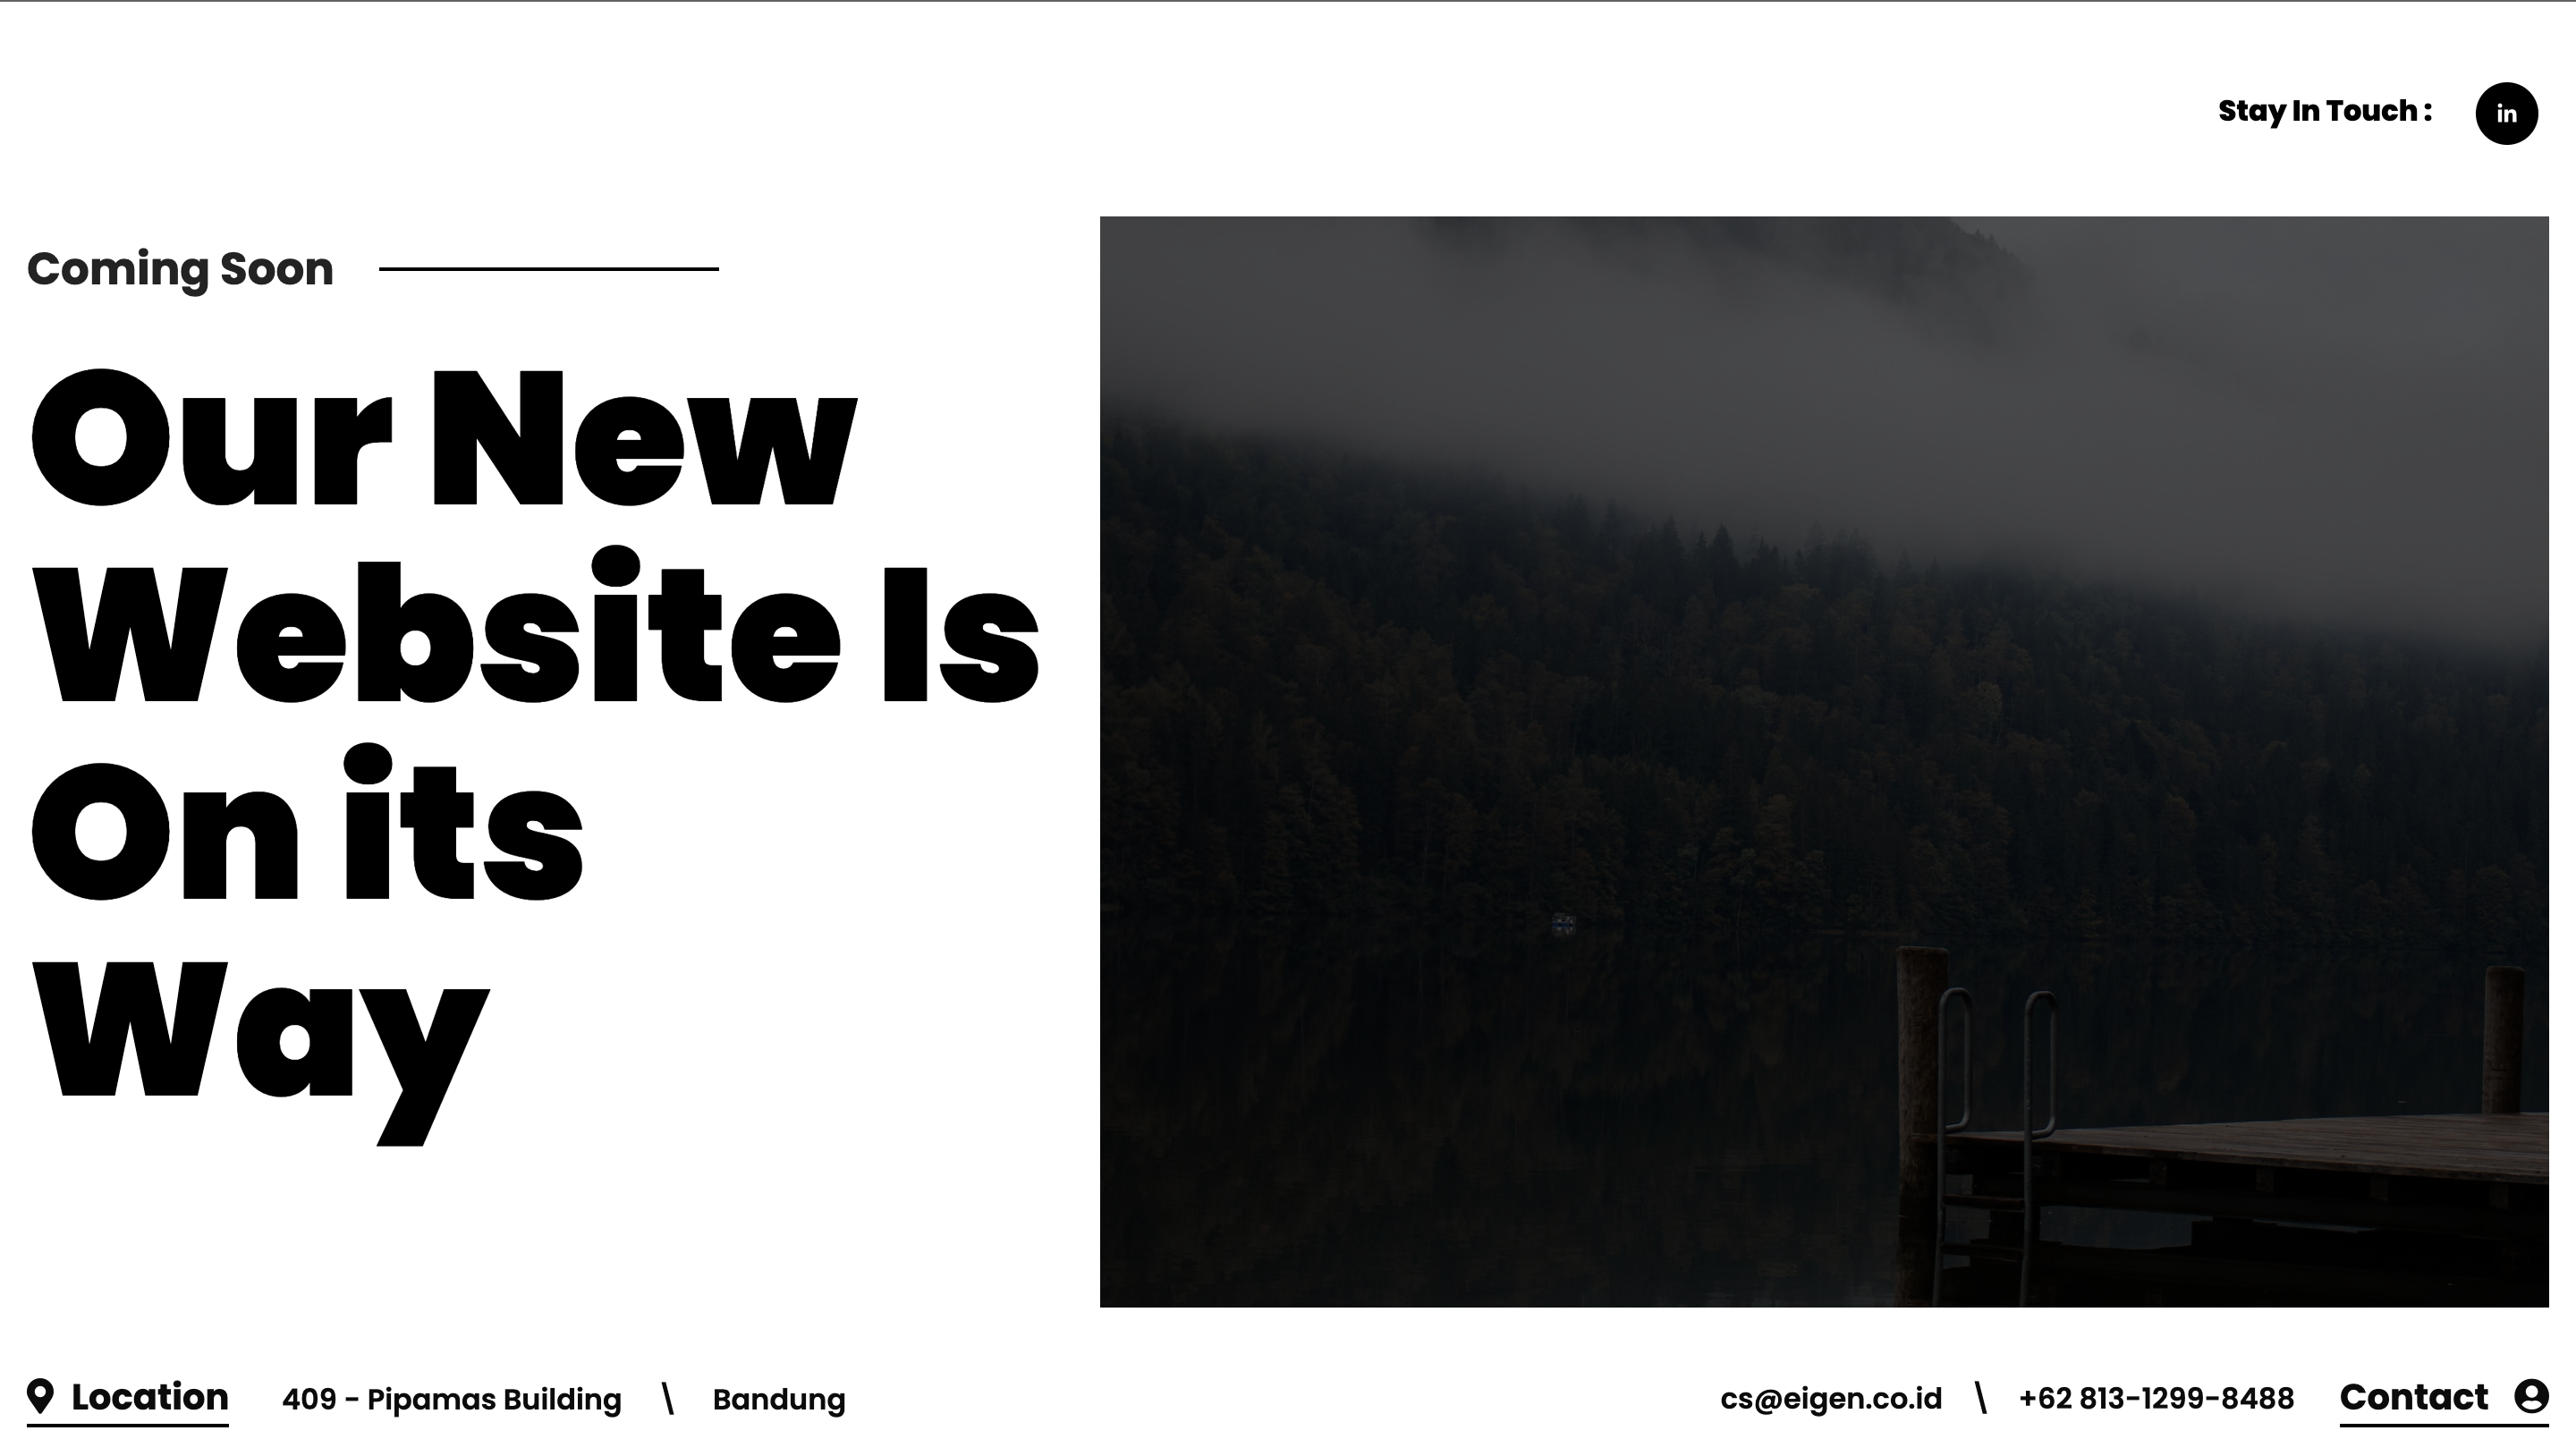 Stay In Touch :
in
Coming Soon
Our New
Website Is
On its
Way
Location
409 - Pipamas Building \ Bandung
cs@eigen.co.id \ +62 813-1299-8488
Contact